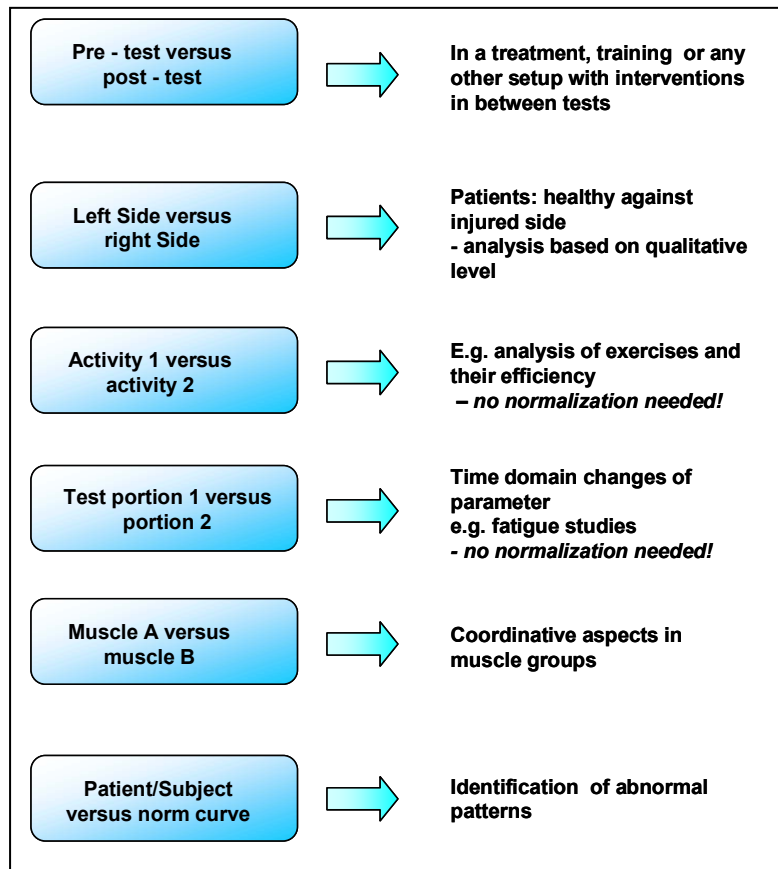 Pre - test versus
post - test
In a treatment, training or any
other setup with interventions
in between tests
Left Side versus
right Side
Patients: healthy against
injured side
- analysis based on qualitative
level
Activity 1 versus
activity 2
E.g. analysis of exercises and
their efficiency
– no normalization needed!
Test portion 1 versus
portion 2
Time domain changes of
parameter
e.g. fatigue studies
- no normalization needed!
Muscle A versus
muscle B
Coordinative aspects in
muscle groups
Patient/Subject
versus norm curve
Identification of abnormal
patterns